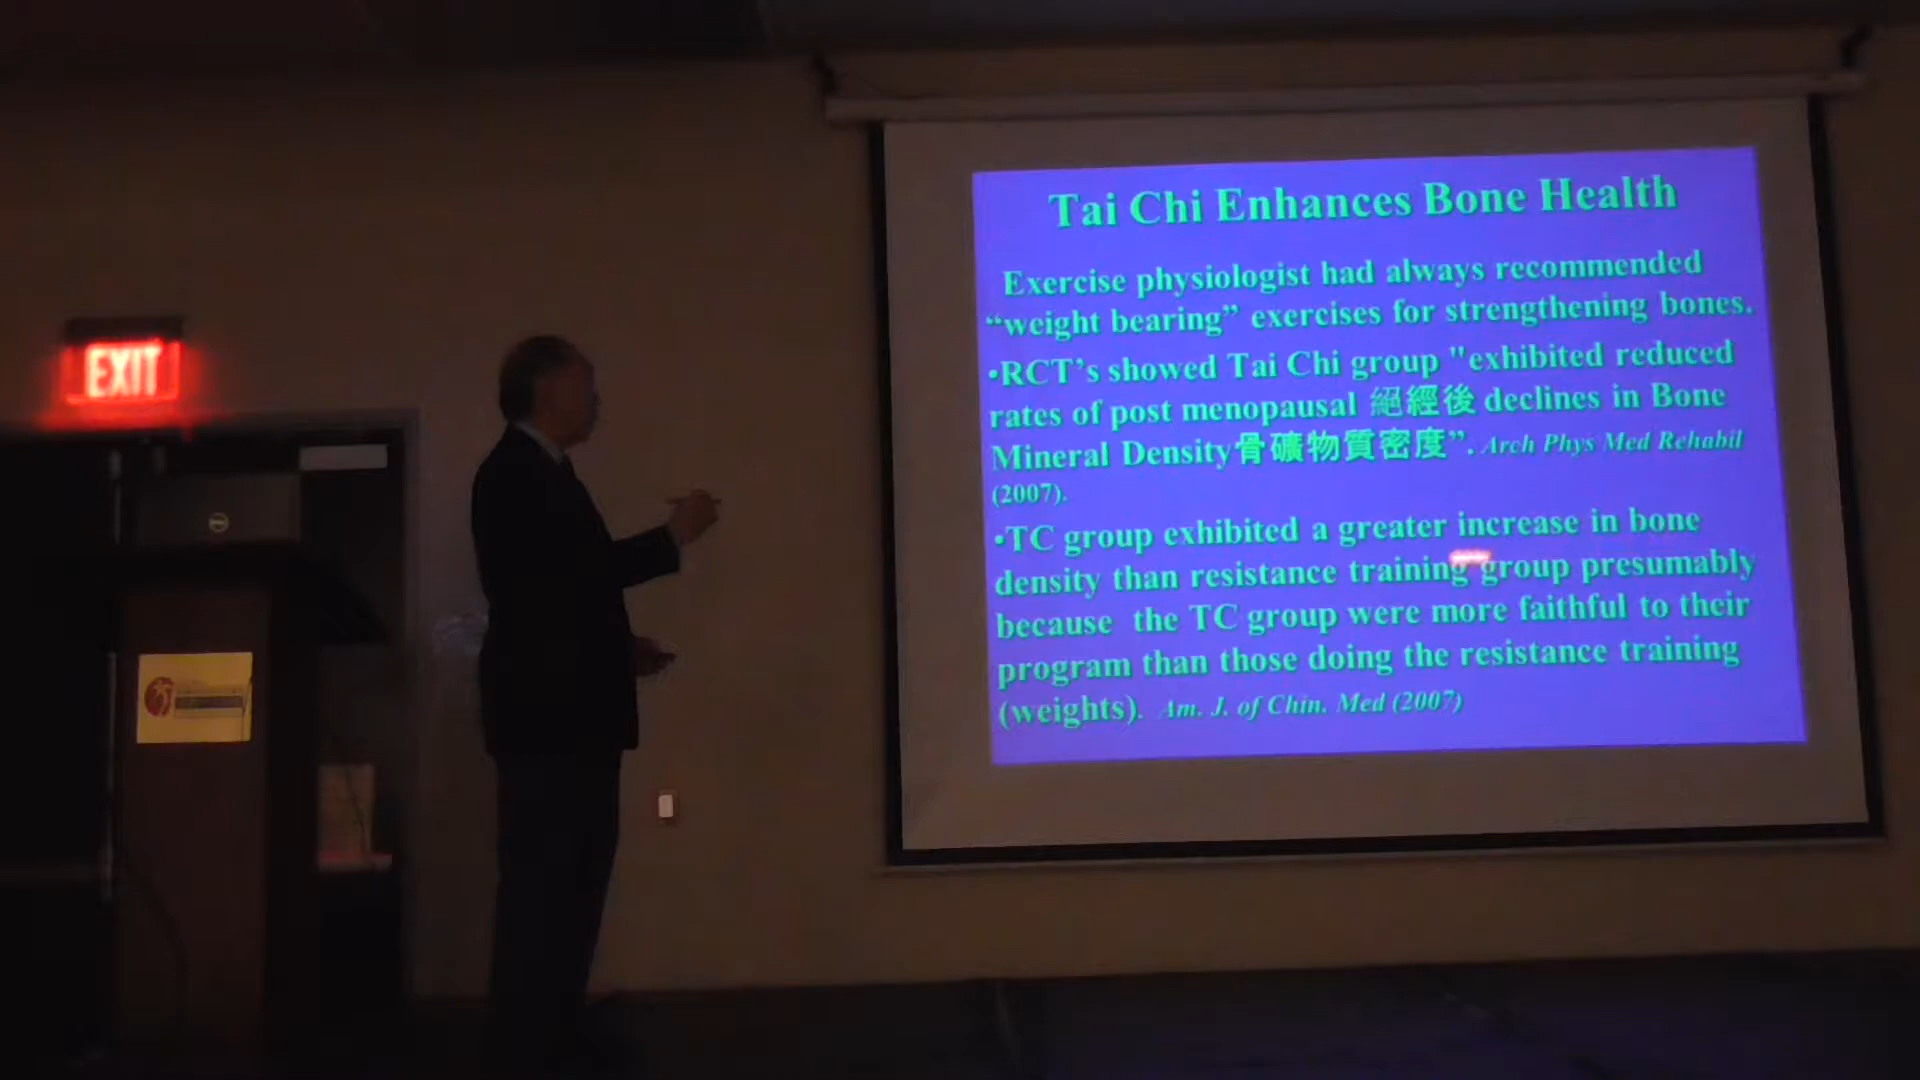 EXIT
Tai Chi Enhances Bone Health
Exercise physiologist had always recommended
“weight bearing” exercises for strengthening bones.
•RCT’s showed Tai Chi group "exhibited reduced
rates of post menopausal 絕經後 declines in Bone
Mineral Density骨礦物質密度”. Arch Phys Med Rehabil
(2007).
•TC group exhibited a greater increase in bone
density than resistance training group presumably
because the TC group were more faithful to their
program than those doing the resistance training
(weights). Am. J. of Chin. Med (2007)